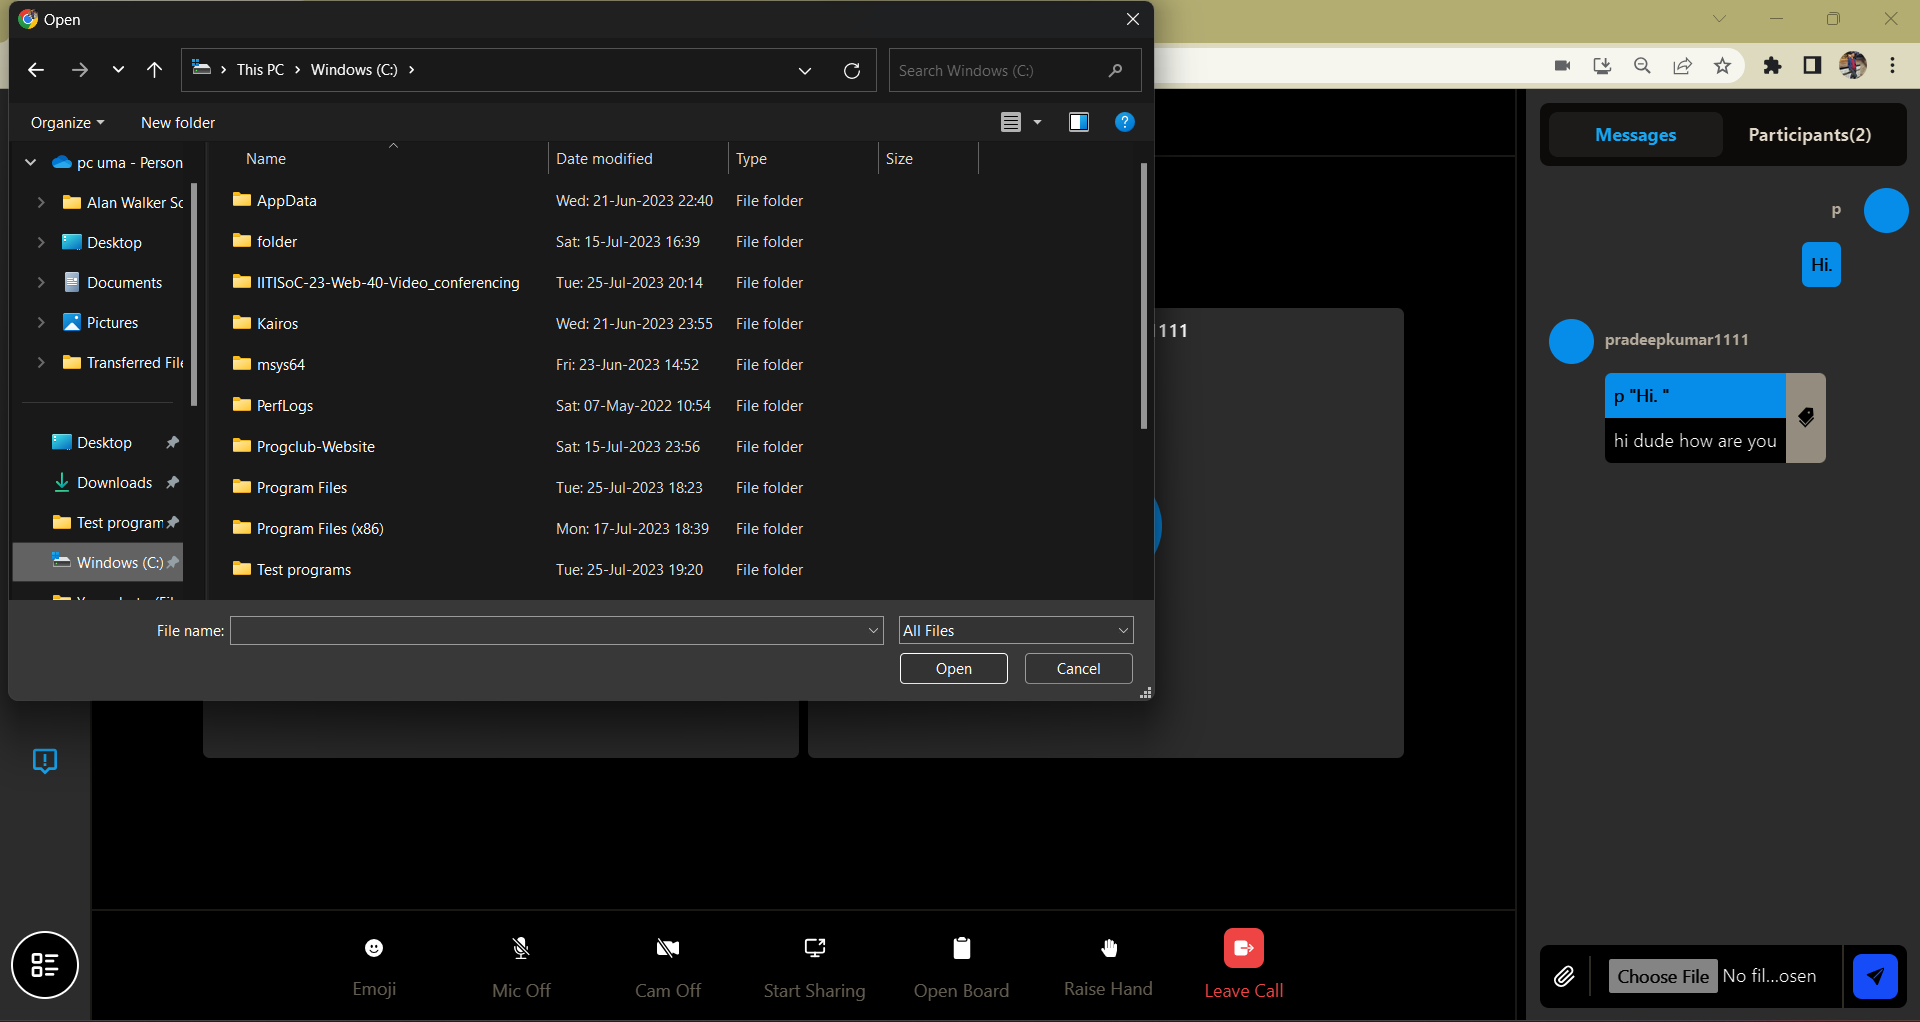 Open
This PC
Windows (C:)
Search Windows (C:)
Organize
New folder
Name
Date modified
Type
Size
pc uma - Person
Alan Walker Sc
Desktop
Documents
Pictures
Transferred File
Desktop
Downloads
Test program
Windows (C:)
AppData Wed: 21-Jun-2023 22:40 File folder
folder Sat: 15-Jul-2023 16:39 File folder
IITISoC-23-Web-40-Video_conferencing Tue: 25-Jul-2023 20:14 File folder
Kairos Wed: 21-Jun-2023 23:55 File folder
msys64 Fri: 23-Jun-2023 14:52 File folder
PerfLogs Sat: 07-May-2022 10:54 File folder
Progclub-Website Sat: 15-Jul-2023 23:56 File folder
Program Files Tue: 25-Jul-2023 18:23 File folder
Program Files (x86) Mon: 17-Jul-2023 18:39 File folder
Test programs Tue: 25-Jul-2023 19:20 File folder
File name:
All Files
Open
Cancel
1111
Messages
Participants(2)
p
Hi.
pradeepkumar1111
p "Hi. "
hi dude how are you
Emoji
Mic Off
Cam Off
Start Sharing
Open Board
Raise Hand
Leave Call
Choose File No fil...osen